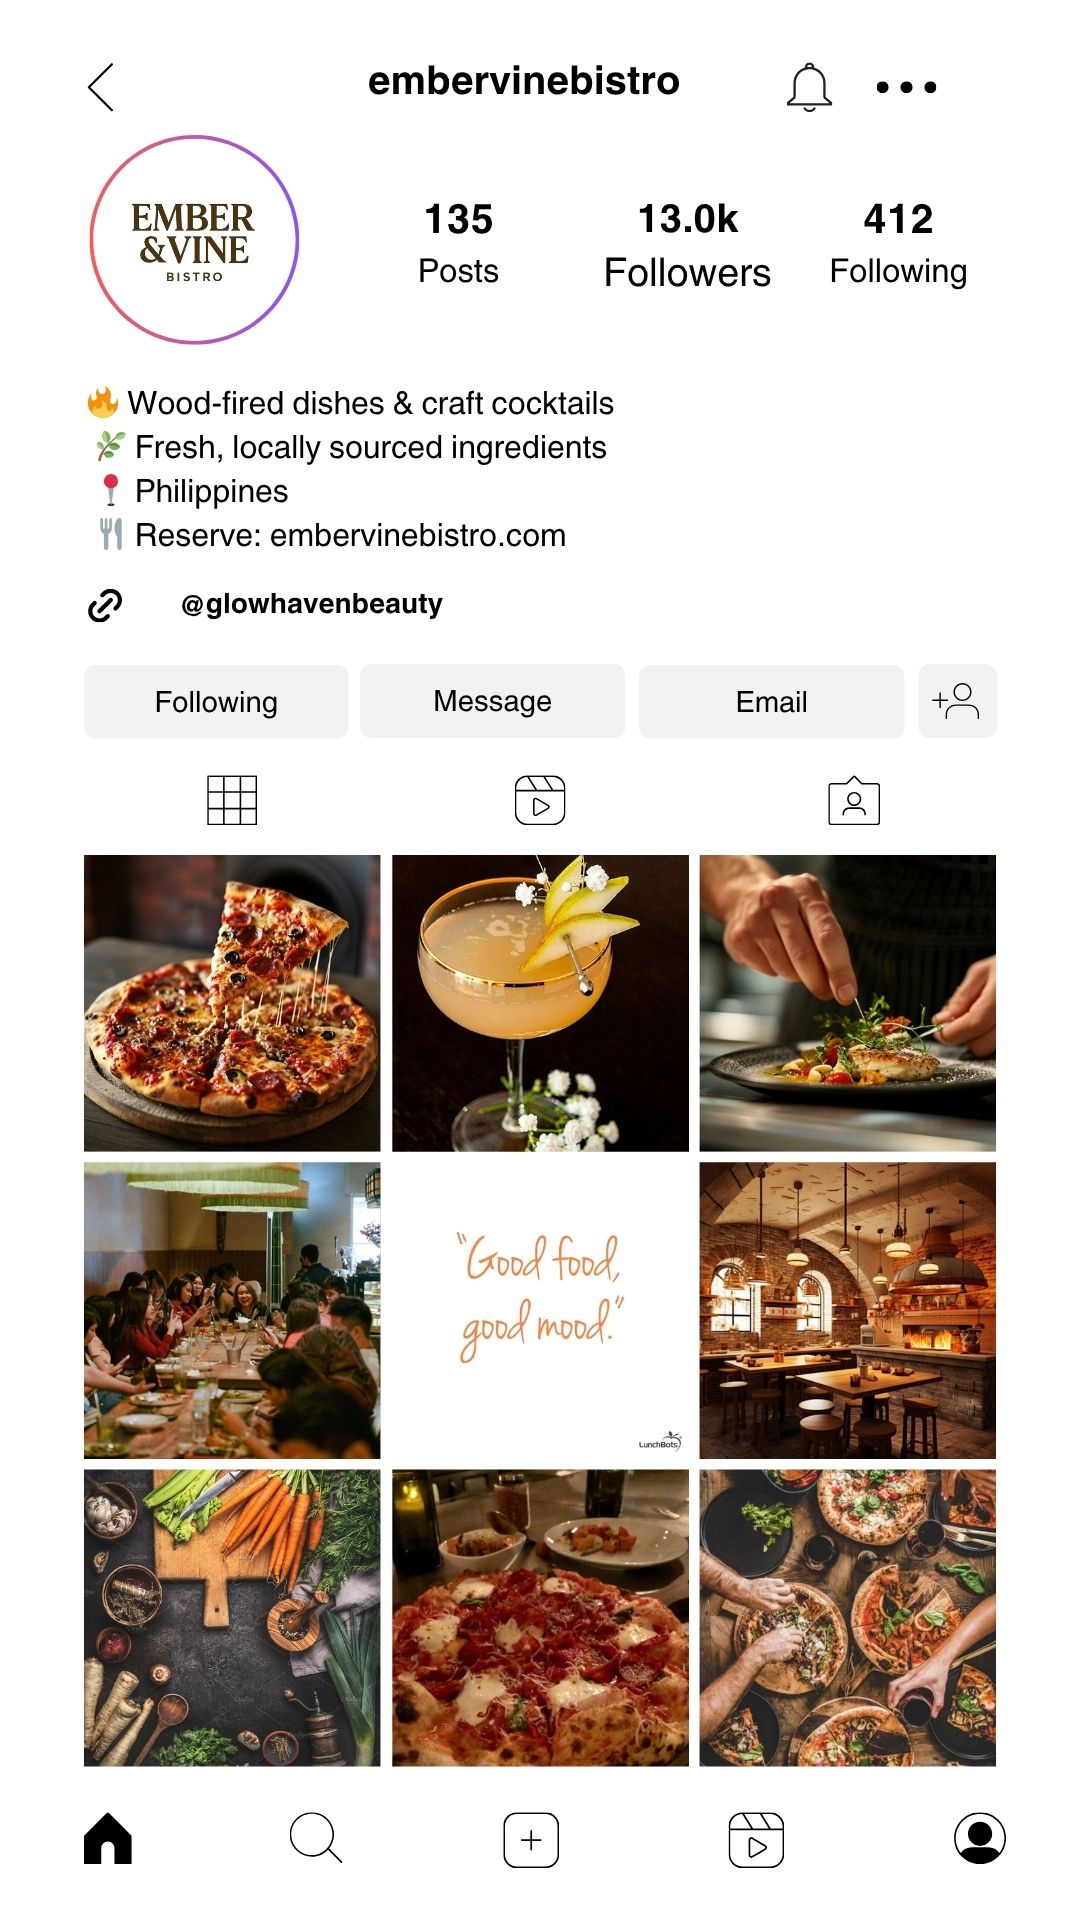 embervinebistro
EMBER
&VINE
BISTRO
135
Posts
13.0k
Followers
412
Following
🔥 Wood-fired dishes & craft cocktails
🌿 Fresh, locally sourced ingredients
📍 Philippines
🍴 Reserve: embervinebistro.com
@glowhavenbeauty
Following
Message
Email
"Good food,
good mood."
LunchBots